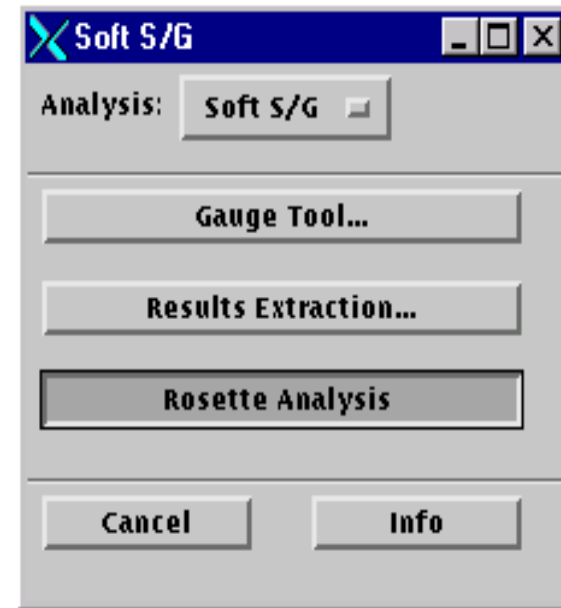 Soft S/G
Analysis: Soft S/G
Gauge Tool...
Results Extraction...
Rosette Analysis
Cancel Info